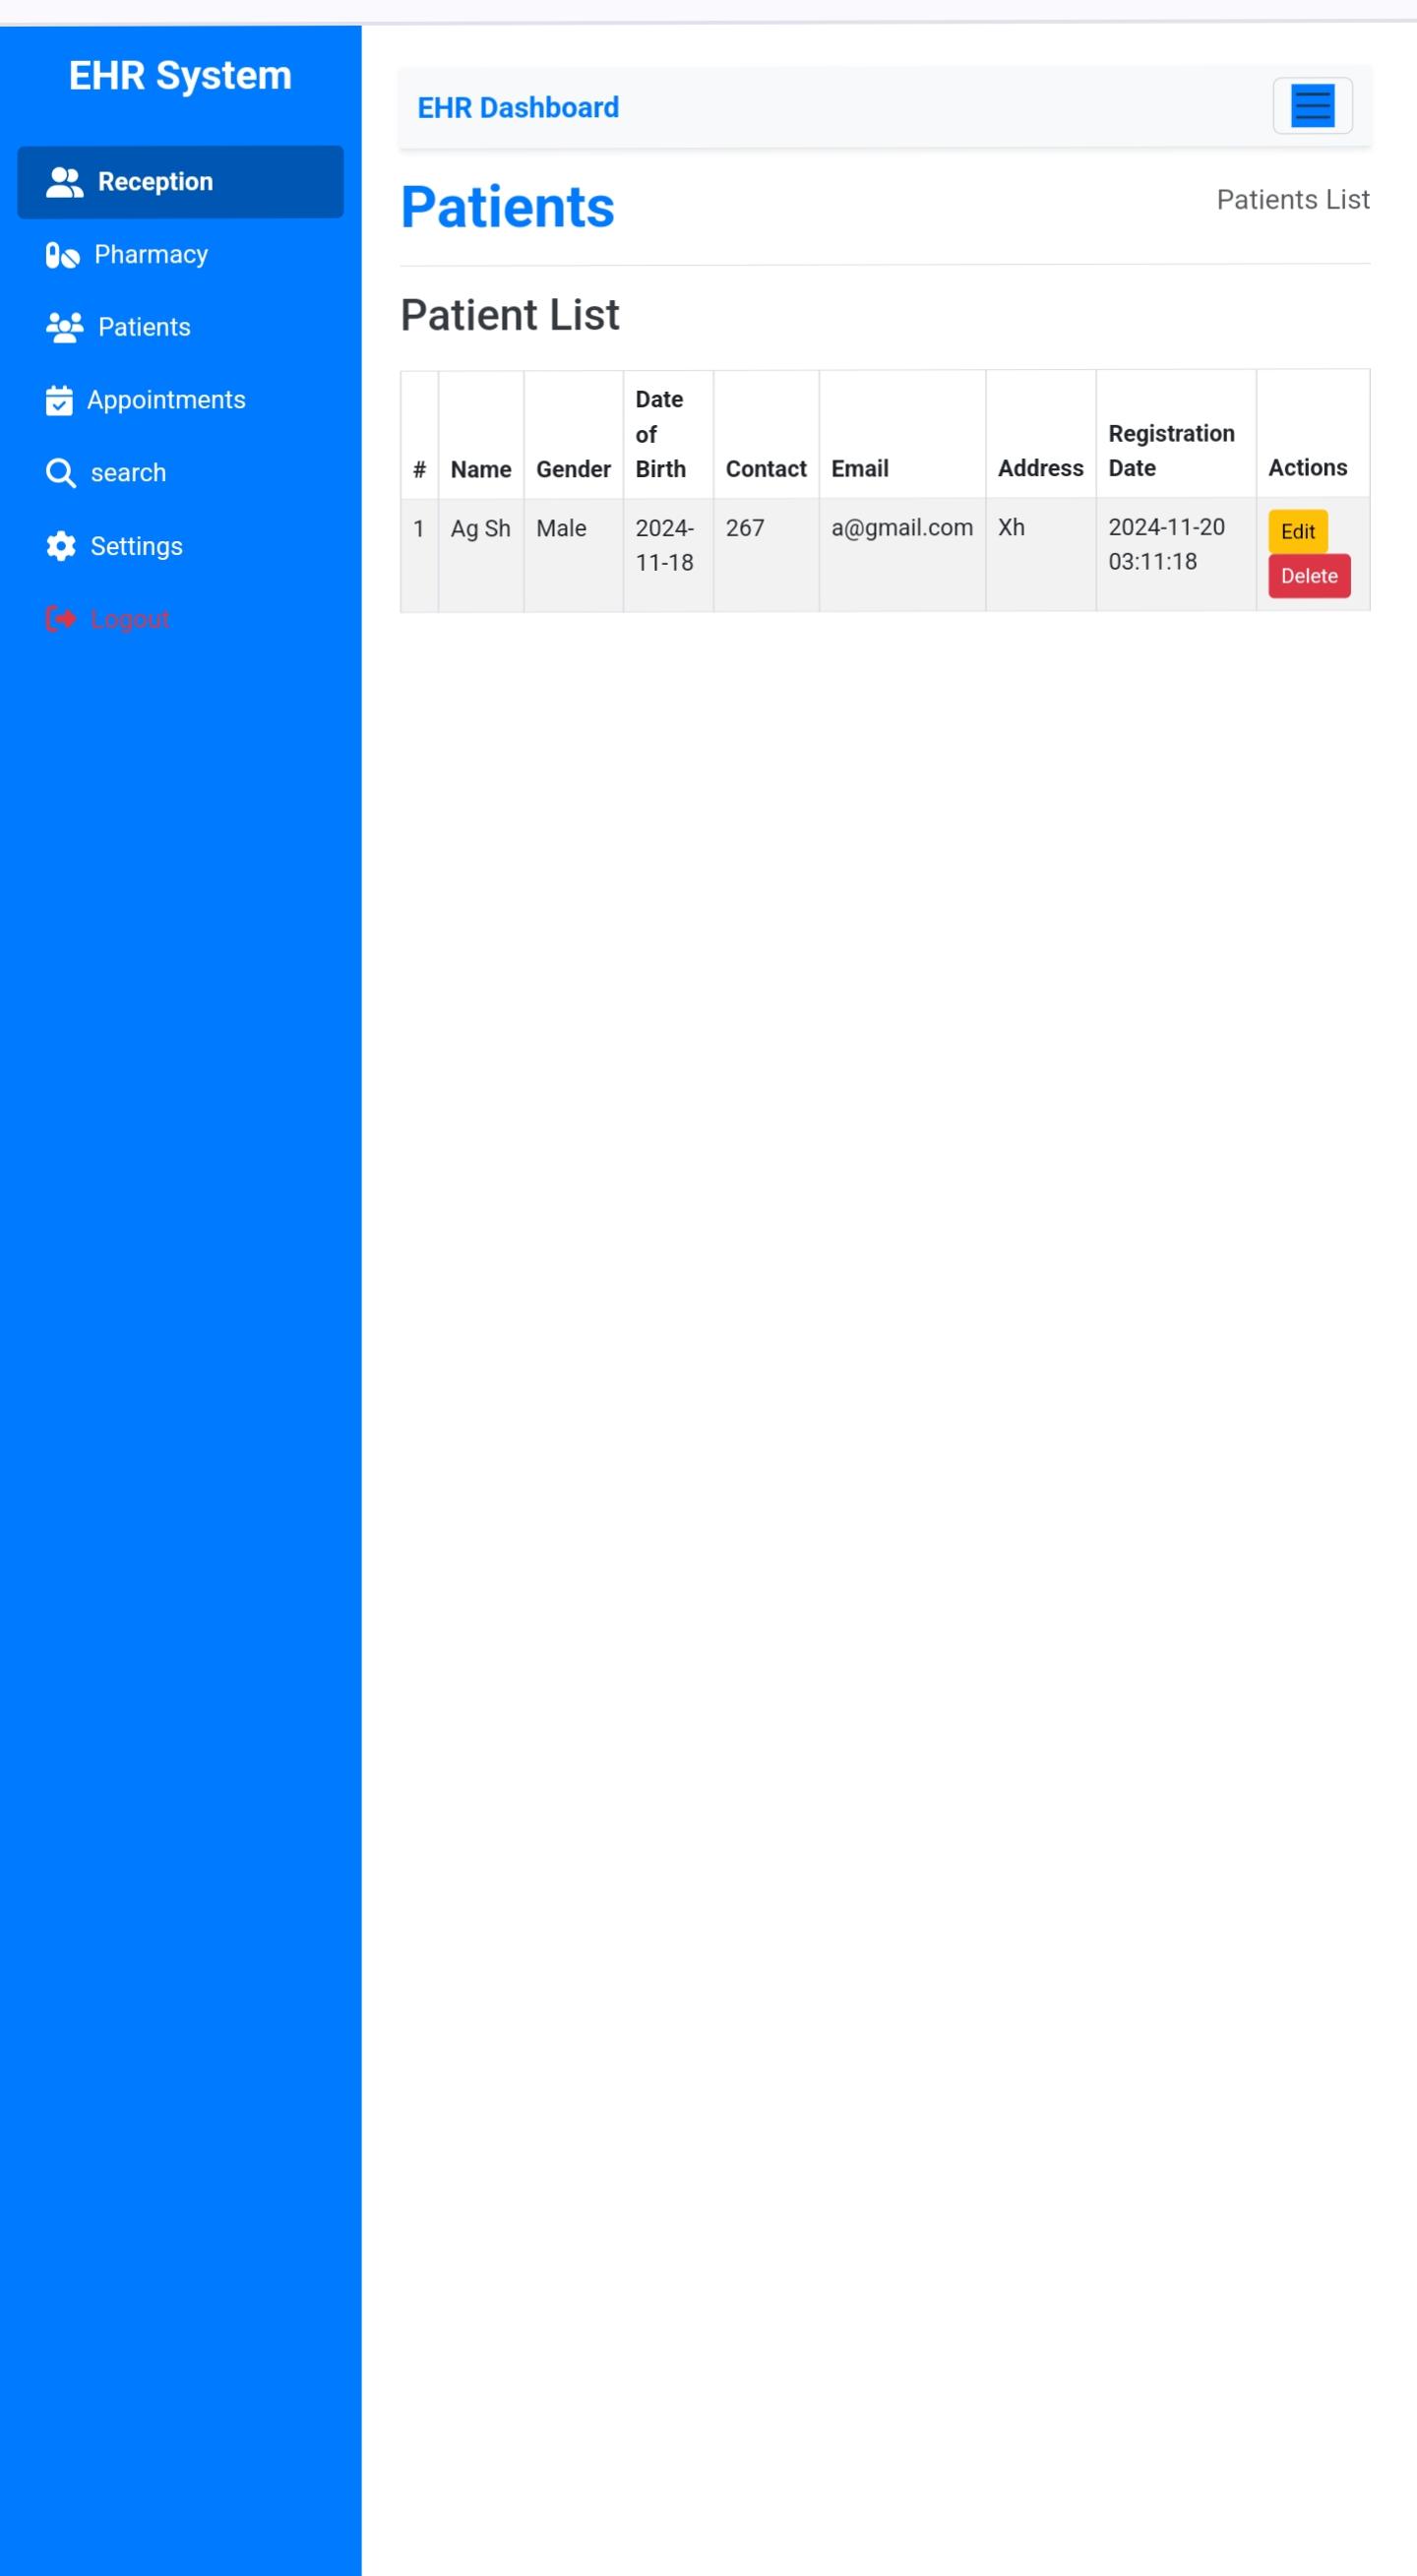 EHR System
Reception
Pharmacy
Patients
Appointments
search
Settings
Logout
EHR Dashboard
Patients
Patients List
Patient List
# Name Gender Date of Birth Contact Email Address Registration Date Actions
1 Ag Sh Male 2024-11-18 267 a@gmail.com Xh 2024-11-20 03:11:18 Edit
Delete